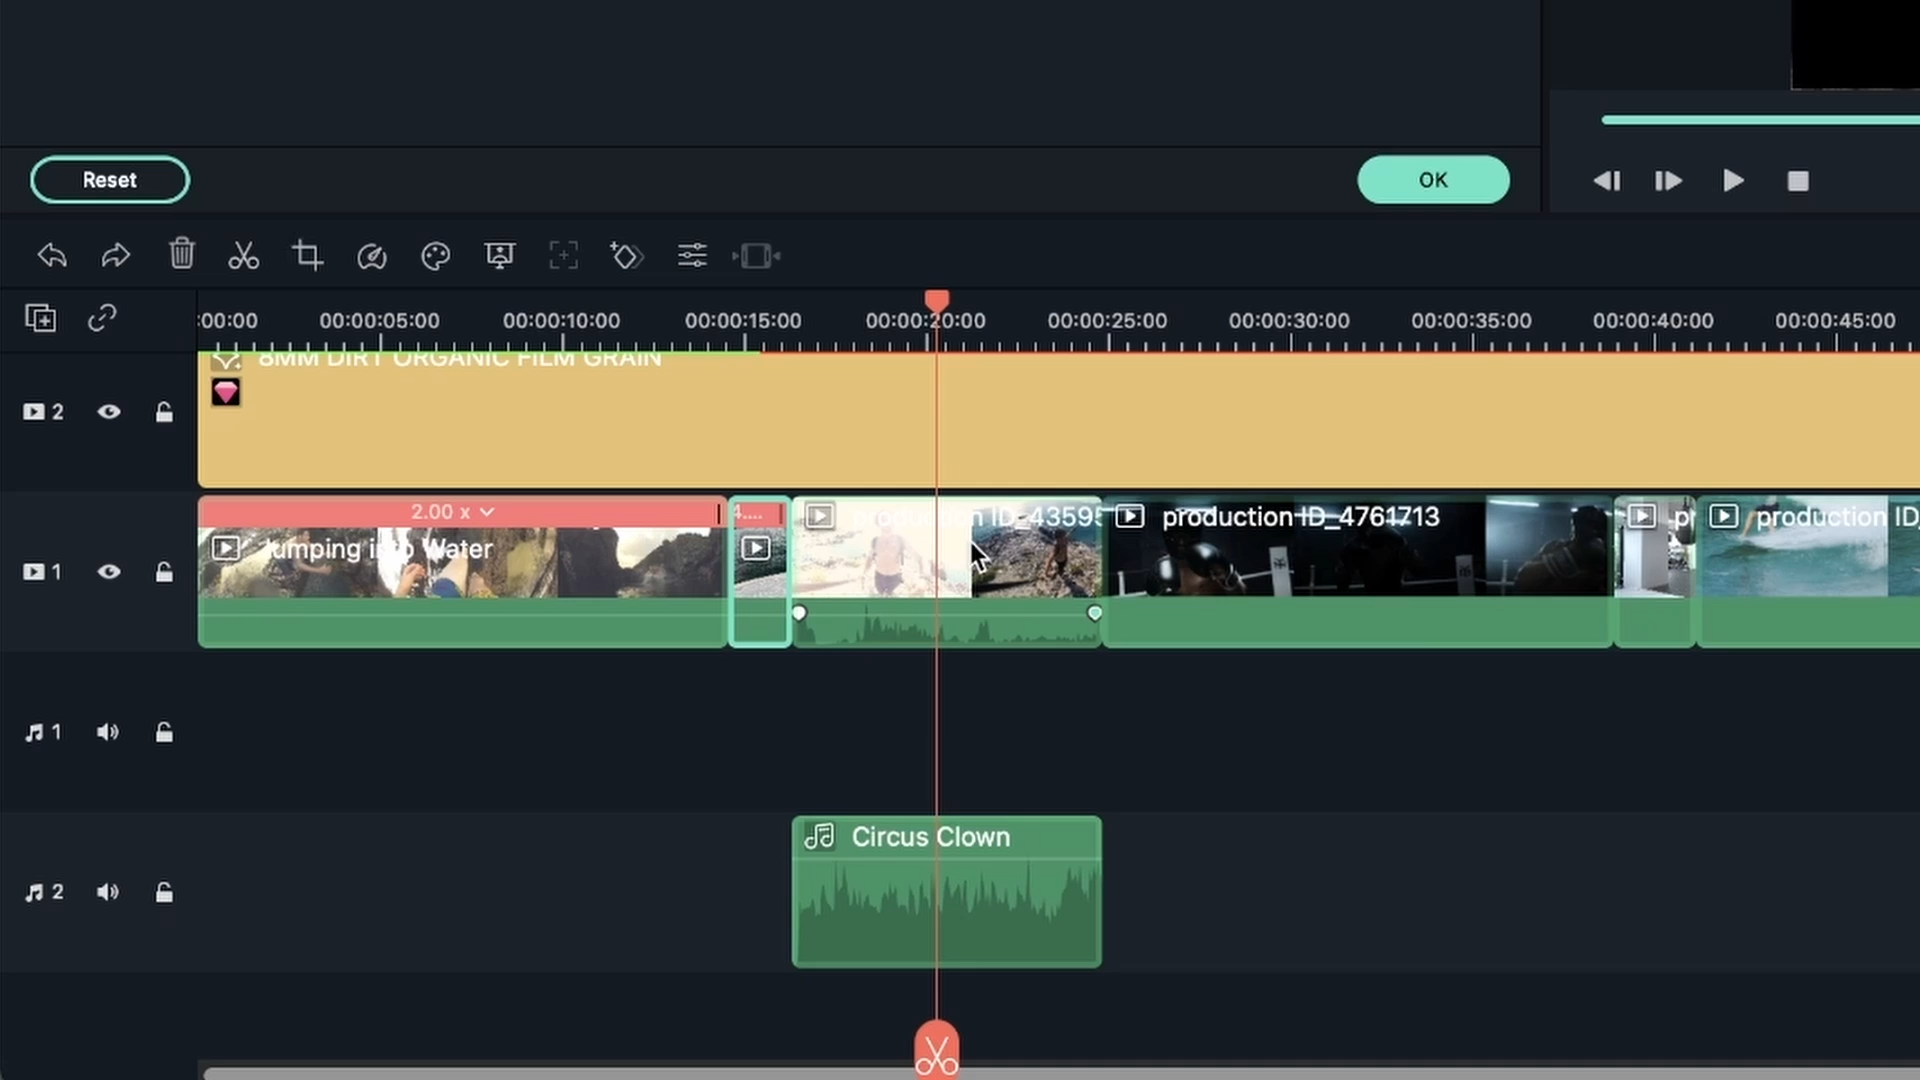 Reset
OK
:00:00
00:00:05:00
00:00:10:00
00:00:15:00
00:00:20:00
00:00:25:00
00:00:30:00
00:00:35:00
00:00:40:00
00:00:45:00
8MM DIRT ORGANIC FILM GRAIN
2
2.00 x
4....
production ID_43595
production ID_4761713
pr
production ID_
Jumping into Water
1
1
Circus Clown
2